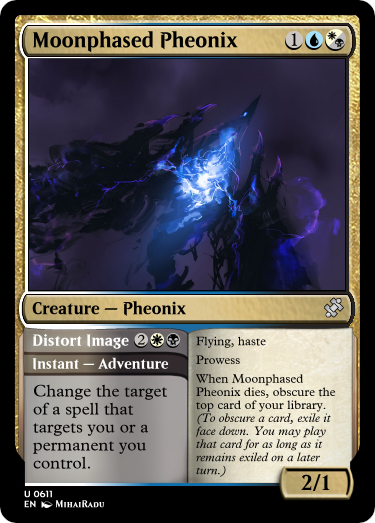 Moonphased Pheonix 1
Creature — Pheonix
Distort Image 2
Instant — Adventure
Change the target
of a spell that
targets you or a
permanent you
control.
Flying, haste
Prowess
When Moonphased
Pheonix dies, obscure the
top card of your library.
(To obscure a card, exile it
face down. You may play
that card for as long as it
remains exiled on a later
turn.)
2/1
U 0611
EN MihaiRadu